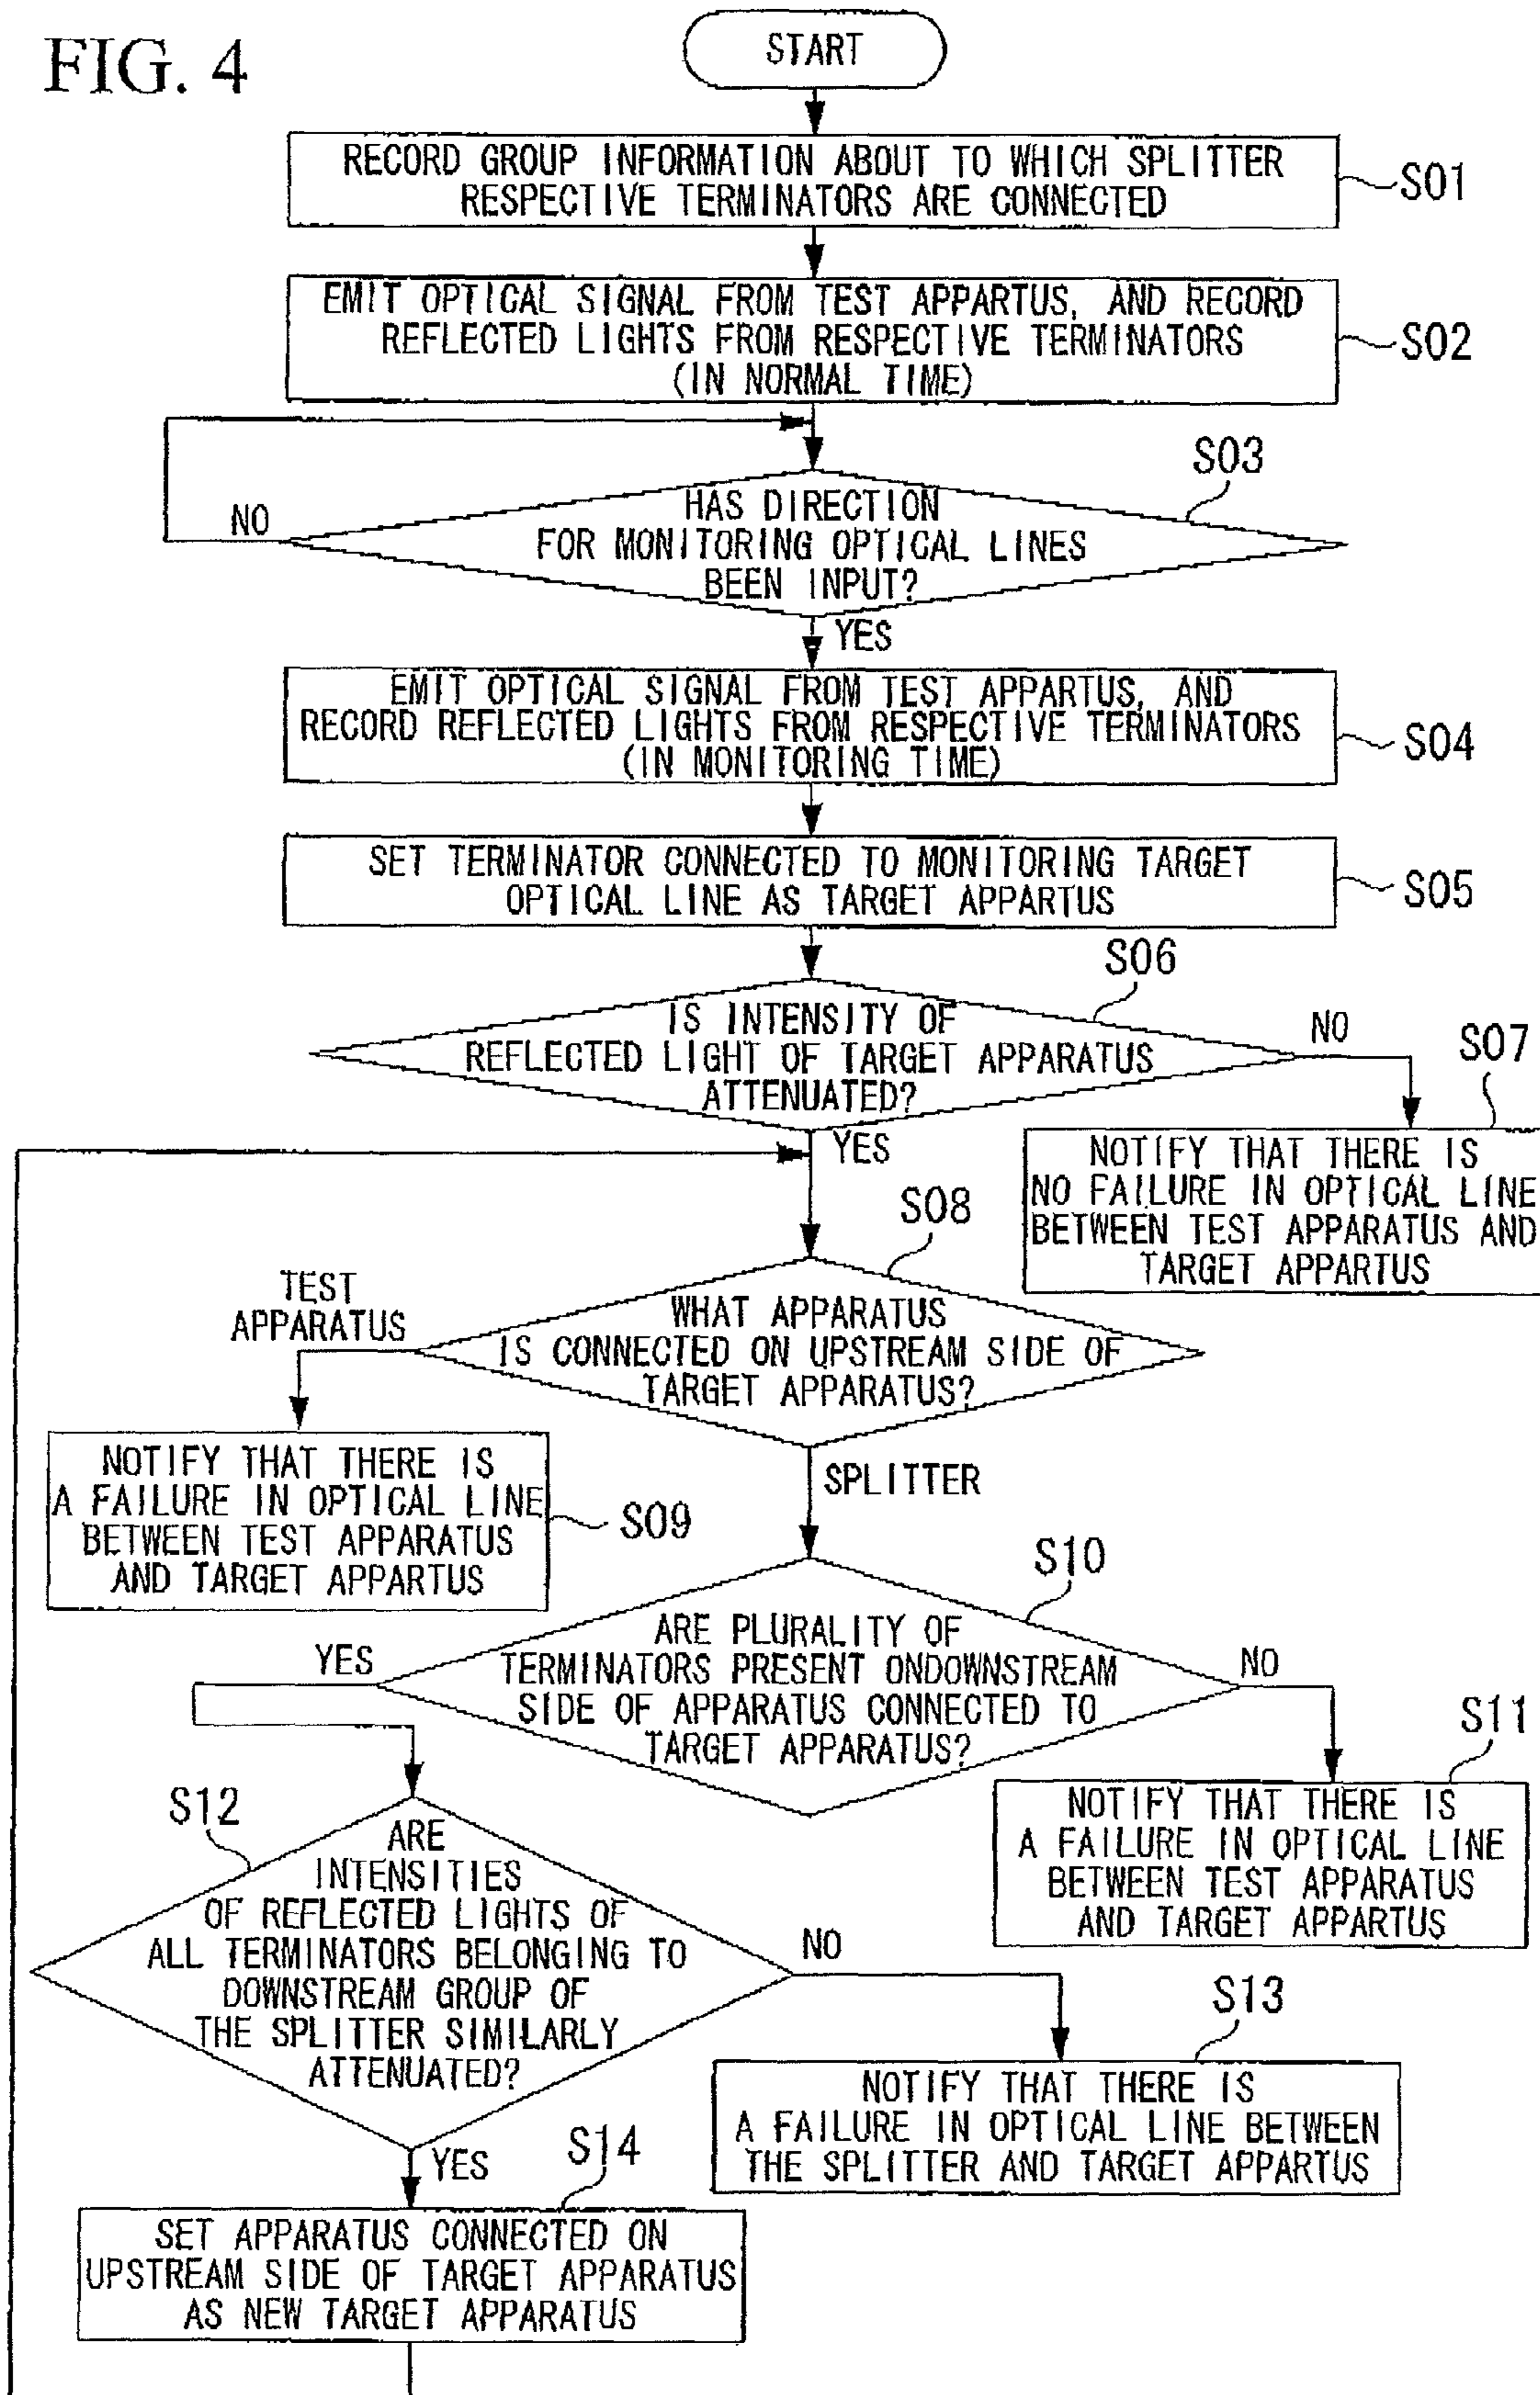 FIG. 4
START
RECORD GROUP INFORMATION ABOUT TO WHICH SPLITTER
RESPECTIVE TERMINATORS ARE CONNECTED
S01
EMIT OPTICAL SIGNAL FROM TEST APPARTUS, AND RECORD
REFLECTED LIGHTS FROM RESPECTIVE TERMINATORS
(IN NORMAL TIME)
S02
S03
HAS DIRECTION
FOR MONITORING OPTICAL LINES
BEEN INPUT?
NO
YES
EMIT OPTICAL SIGNAL FROM TEST APPARTUS, AND
RECORD REFLECTED LIGHTS FROM RESPECTIVE TERMINATORS
(IN MONITORING TIME)
S04
SET TERMINATOR CONNECTED TO MONITORING TARGET
OPTICAL LINE AS TARGET APPARTUS
S05
S06
IS INTENSITY OF
REFLECTED LIGHT OF TARGET APPARATUS
ATTENUATED?
NO
YES
S07
NOTIFY THAT THERE IS
NO FAILURE IN OPTICAL LINE
BETWEEN TEST APPARATUS AND
TARGET APPARTUS
S08
WHAT APPARATUS
IS CONNECTED ON UPSTREAM SIDE OF
TARGET APPARATUS?
TEST
APPARATUS
SPLITTER
NOTIFY THAT THERE IS
A FAILURE IN OPTICAL LINE
BETWEEN TEST APPARATUS
AND TARGET APPARTUS
S09
S10
ARE PLURALITY OF
TERMINATORS PRESENT ONDOWNSTREAM
SIDE OF APPARATUS CONNECTED TO
TARGET APPARATUS?
YES
NO
S11
NOTIFY THAT THERE IS
A FAILURE IN OPTICAL LINE
BETWEEN TEST APPARATUS
AND TARGET APPARTUS
S12
ARE
INTENSITIES
OF REFLECTED LIGHTS OF
ALL TERMINATORS BELONGING TO
DOWNSTREAM GROUP OF
THE SPLITTER SIMILARLY
ATTENUATED?
NO
YES
S13
NOTIFY THAT THERE IS
A FAILURE IN OPTICAL LINE BETWEEN
THE SPLITTER AND TARGET APPARTUS
S14
SET APPARATUS CONNECTED ON
UPSTREAM SIDE OF TARGET APPARATUS
AS NEW TARGET APPARATUS